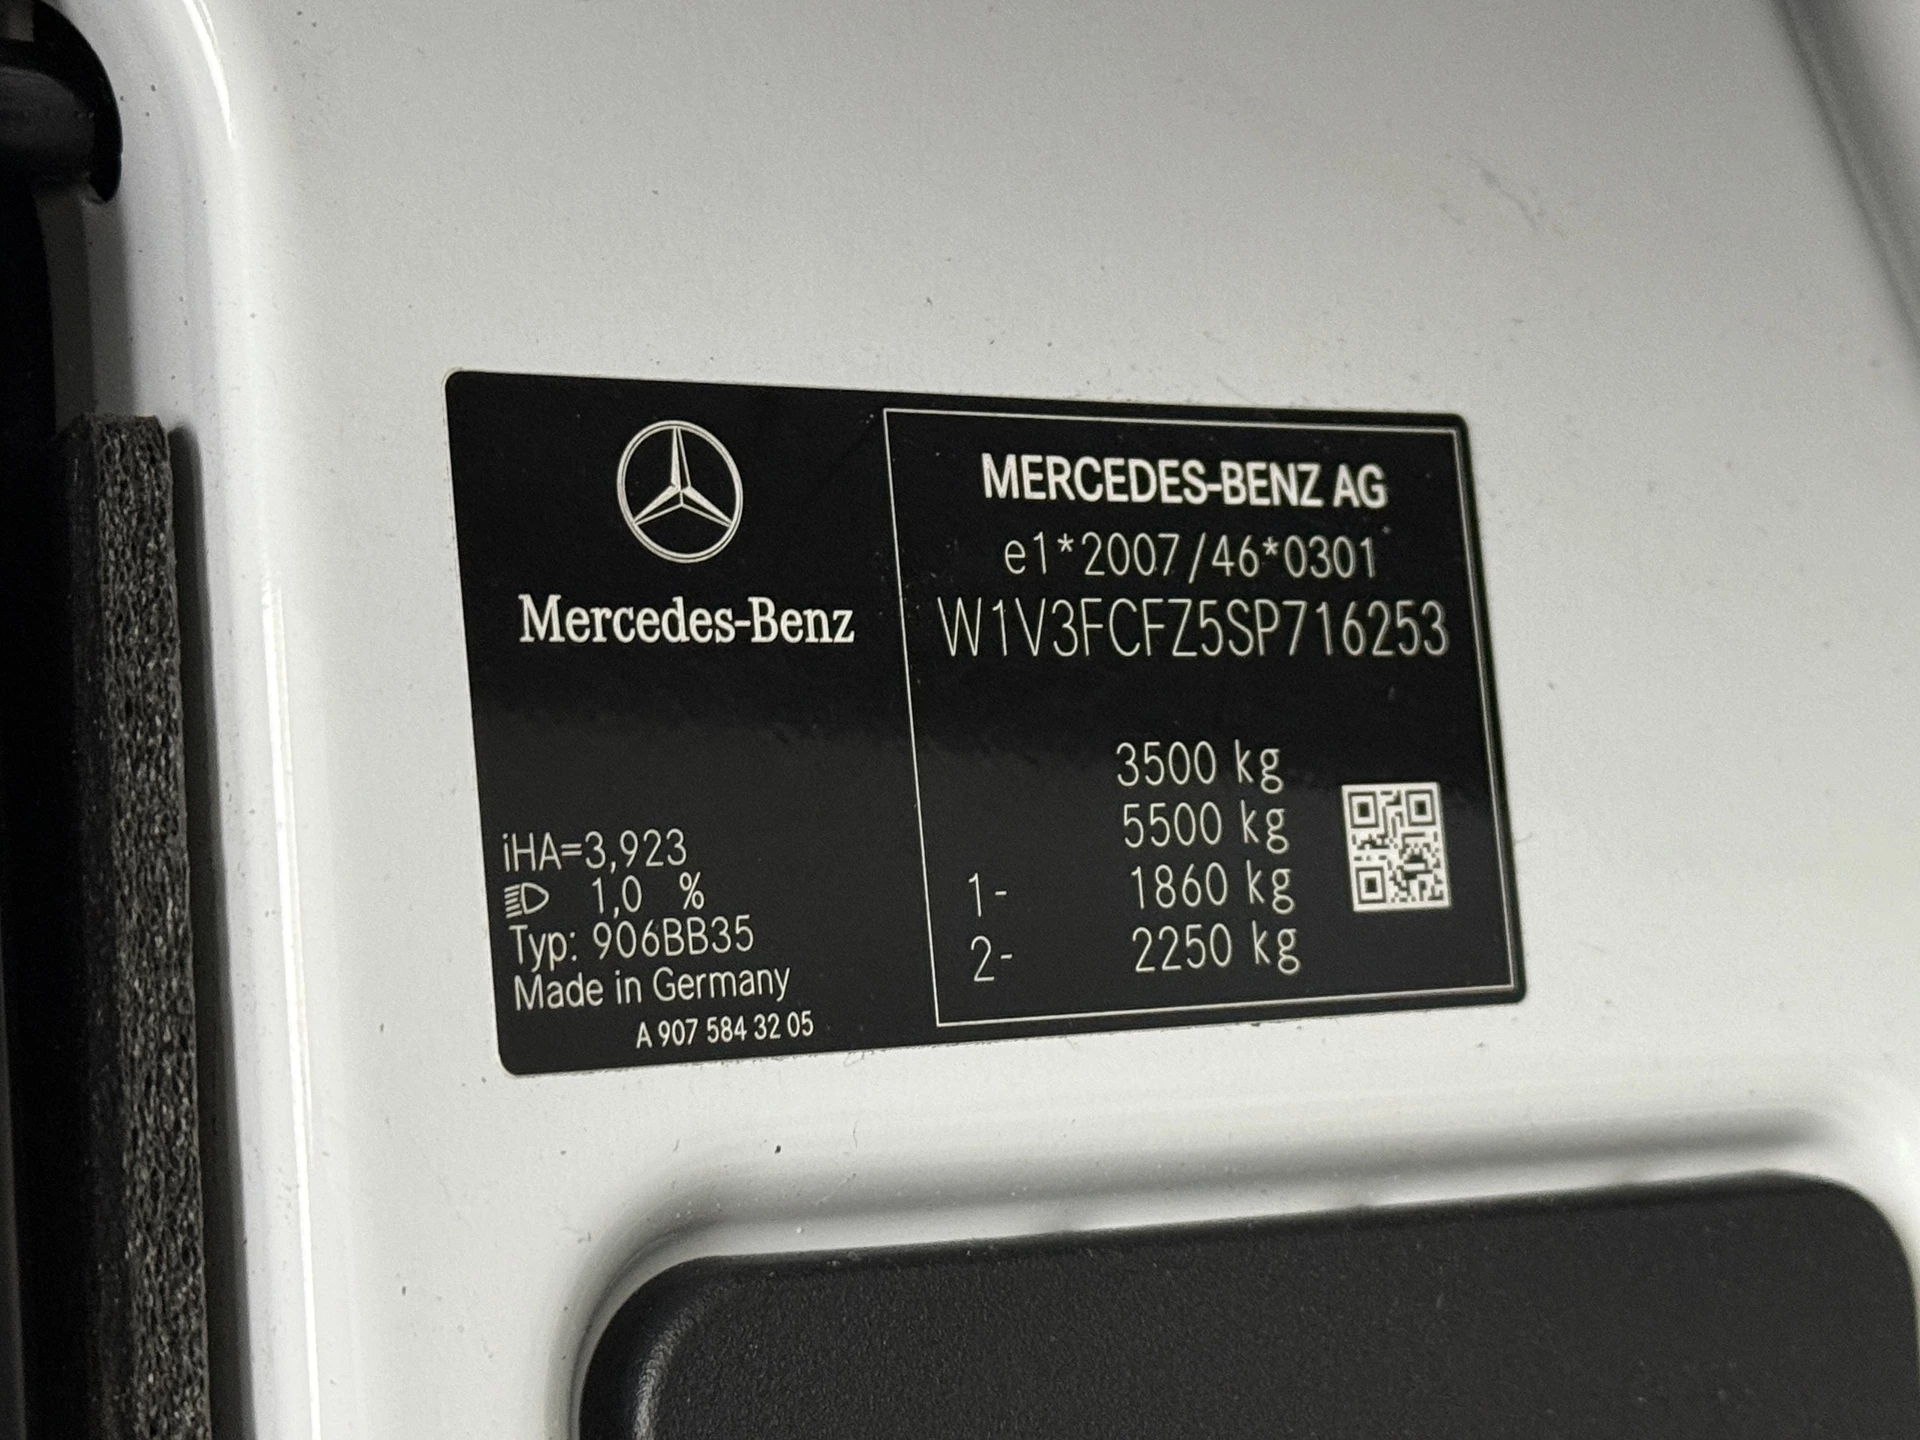 Mercedes-Benz
iHA=3,923
1,0 %
Typ: 906BB35
Made in Germany
A 907 584 32 05
MERCEDES-BENZ AG
e1*2007/46*0301
W1V3FCFZ5SP716253
3500 kg
5500 kg
1- 1860 kg
2- 2250 kg